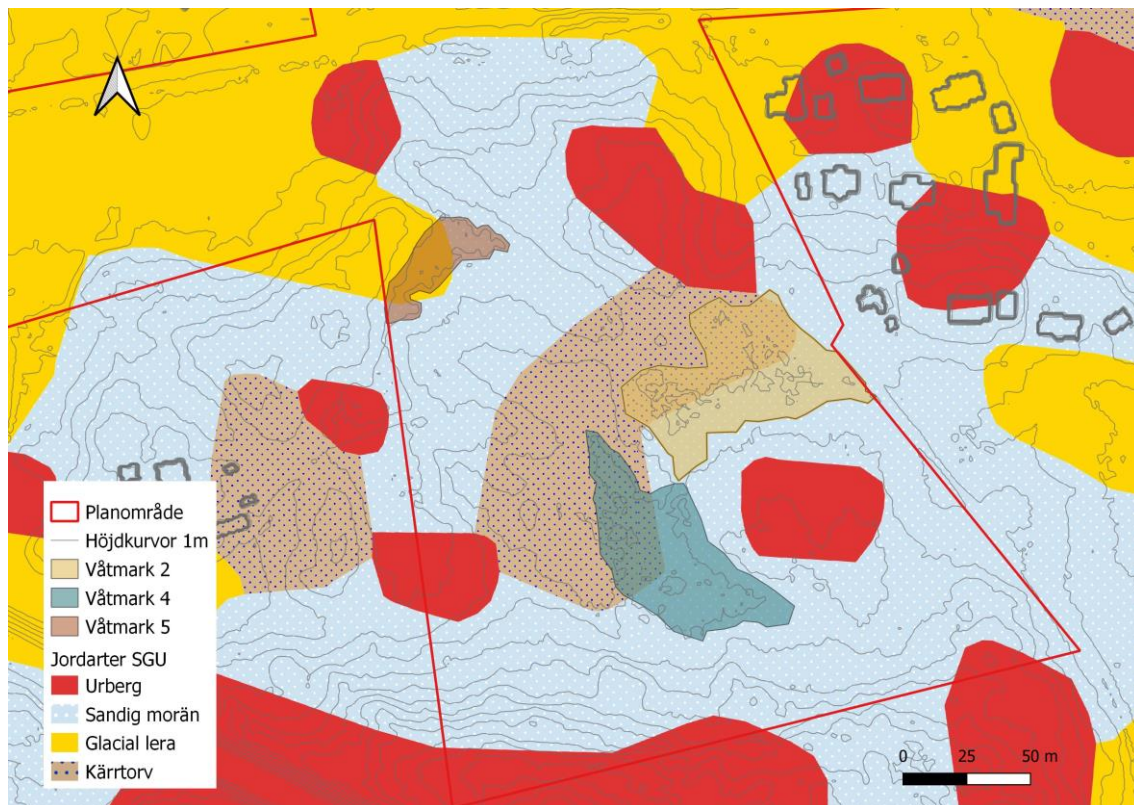 Planområde
Höjdkurvor 1m
Våtmark 2
Våtmark 4
Våtmark 5
Jordarter SGU
Urberg
Sandig morän
Glacial lera
Kärrtorv
0 25 50 m